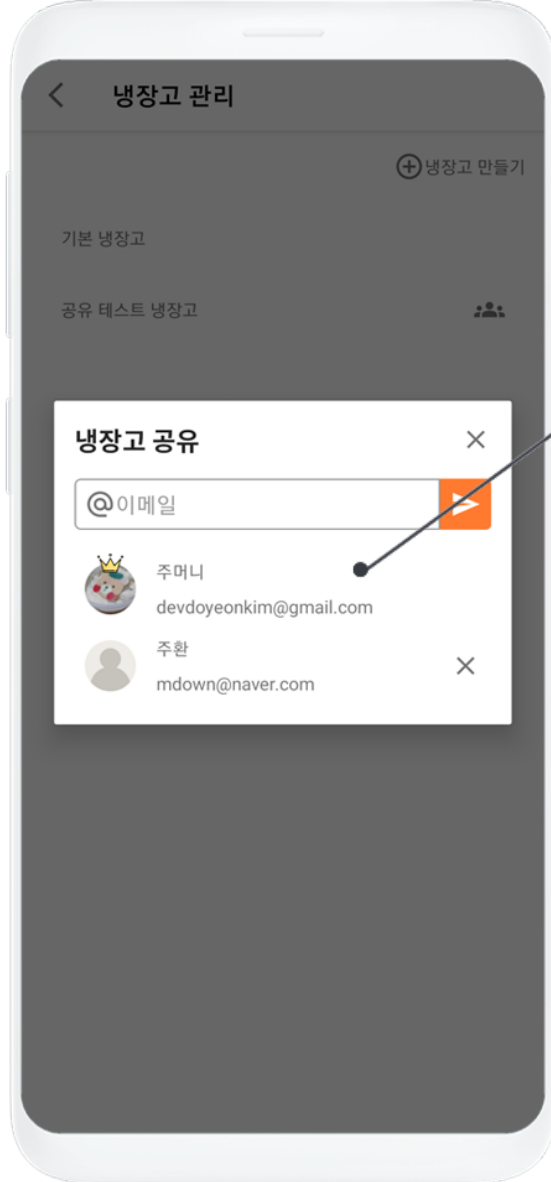 냉장고 관리
냉장고 만들기
기본 냉장고
공유 테스트 냉장고
냉장고 공유
@이메일
주머니
devdoyeonkim@gmail.com
주환
mdown@naver.com